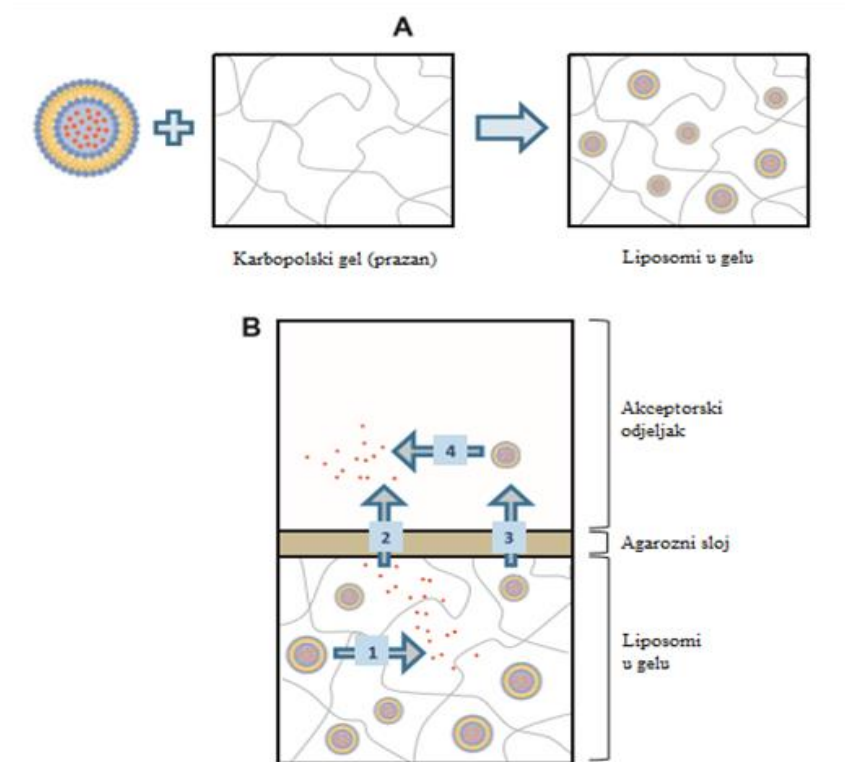 A
Karbopolski gel (prazan)
Liposomi u gelu
B
Akceptorski
odjeljak
4
2
3
Agarozni sloj
Liposomi
u gelu
1